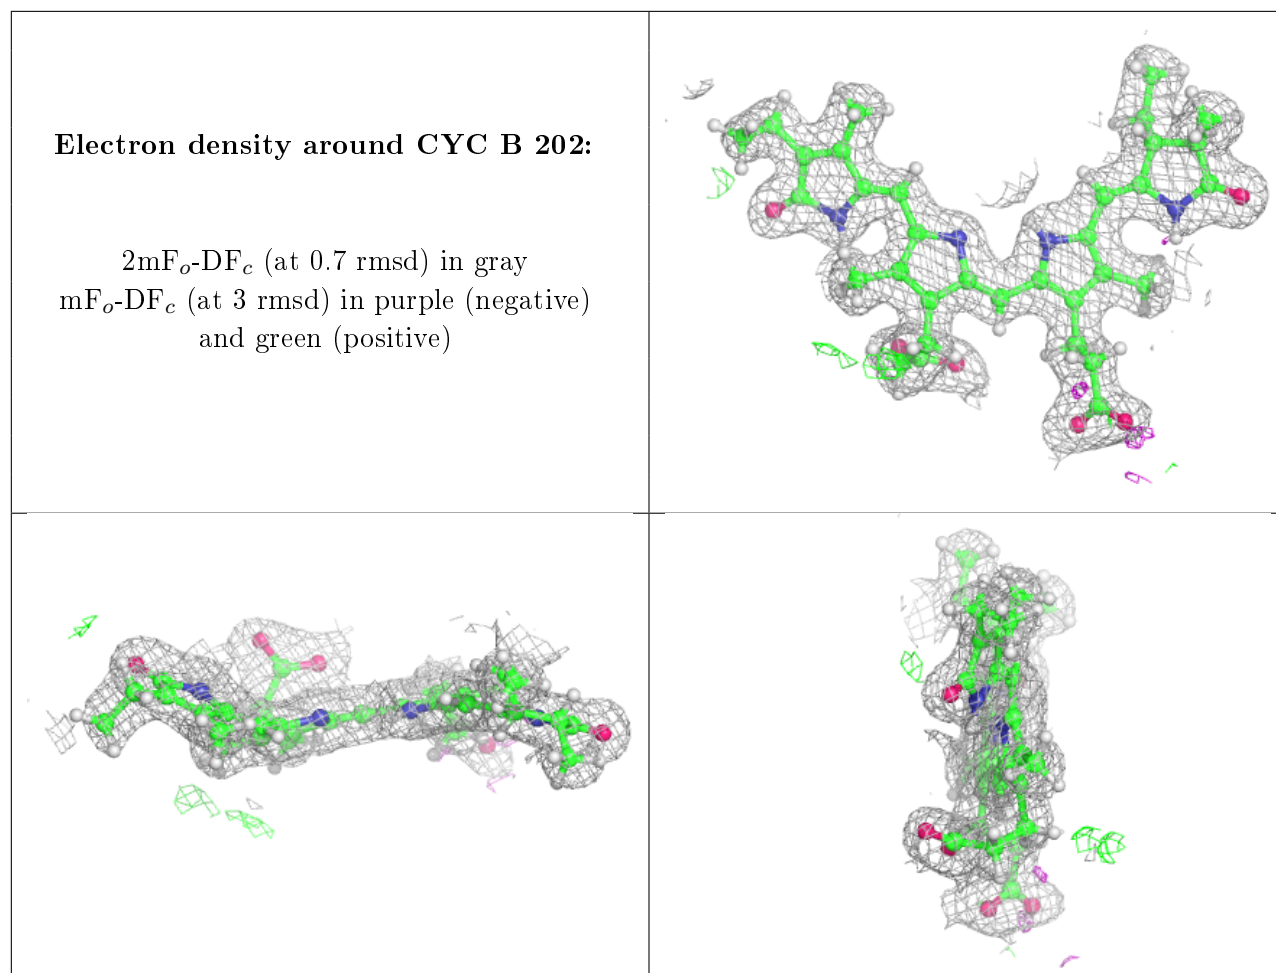 Electron density around CYC B 202:
2mFₒ-DF𝒸 (at 0.7 rmsd) in gray
mFₒ-DF𝒸 (at 3 rmsd) in purple (negative)
and green (positive)